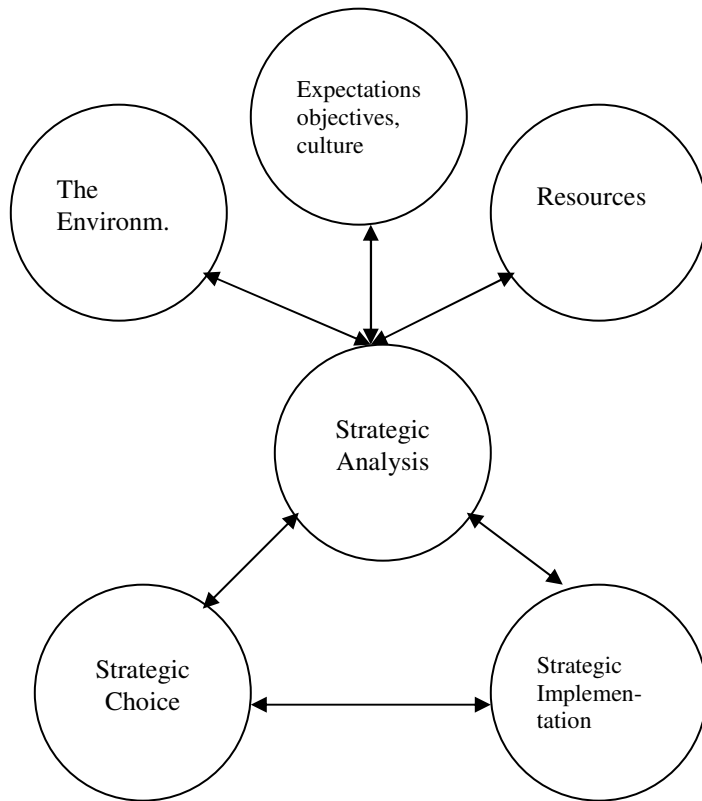 Expectations
objectives,
culture
The
Environm.
Resources
Strategic
Analysis
Strategic
Choice
Strategic
Implemen-
tation